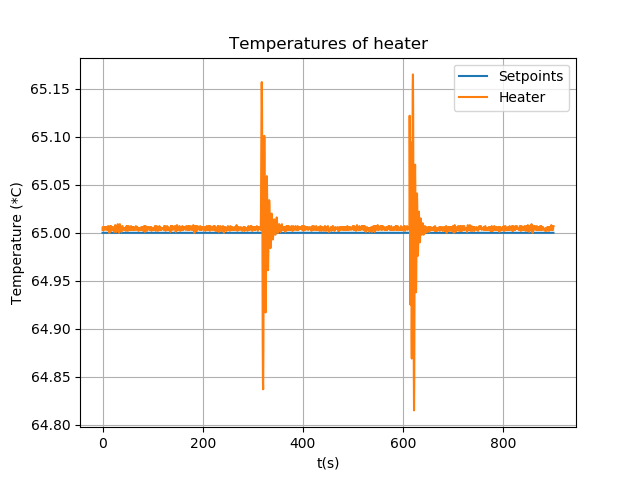 Temperatures of heater
Setpoints
Heater
65.15
65.10
65.05
65.00
64.95
64.90
64.85
64.80
Temperature (*C)
0 200 400 600 800
t(s)